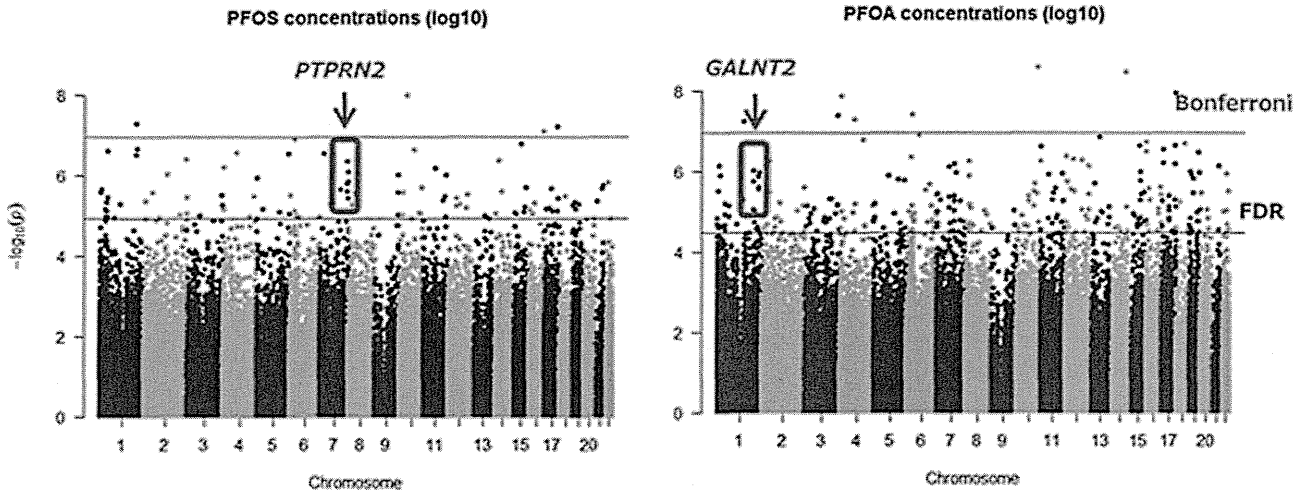 PFOS concentrations (log10)
PTPRN2
8
6
4
2
0
-log10(p)
1 2 3 4 5 6 7 8 9 11 13 15 17 20
Chromosome
PFOA concentrations (log10)
GALNT2
Bonferroni
FDR
8
6
4
2
0
1 2 3 4 5 6 7 8 9 11 13 15 17 20
Chromosome